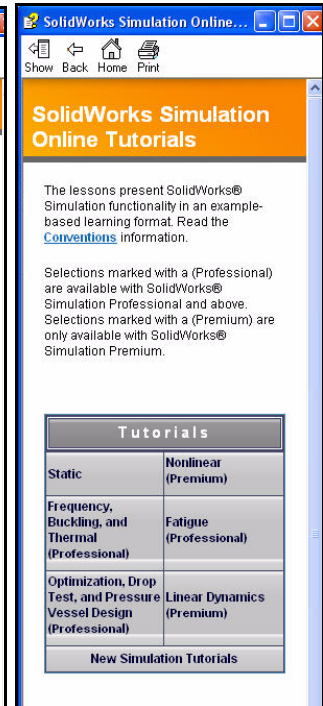 SolidWorks Simulation Online...
Show Back Home Print
SolidWorks Simulation
Online Tutorials
The lessons present SolidWorks®
Simulation functionality in an example-
based learning format. Read the
Conventions information.
Selections marked with a (Professional)
are available with SolidWorks®
Simulation Professional and above.
Selections marked with a (Premium) are
only available with SolidWorks®
Simulation Premium.
Tutorials
Static
Nonlinear
(Premium)
Frequency,
Buckling, and
Thermal
(Professional)
Fatigue
(Professional)
Optimization, Drop
Test, and Pressure
Vessel Design
(Professional)
Linear Dynamics
(Premium)
New Simulation Tutorials